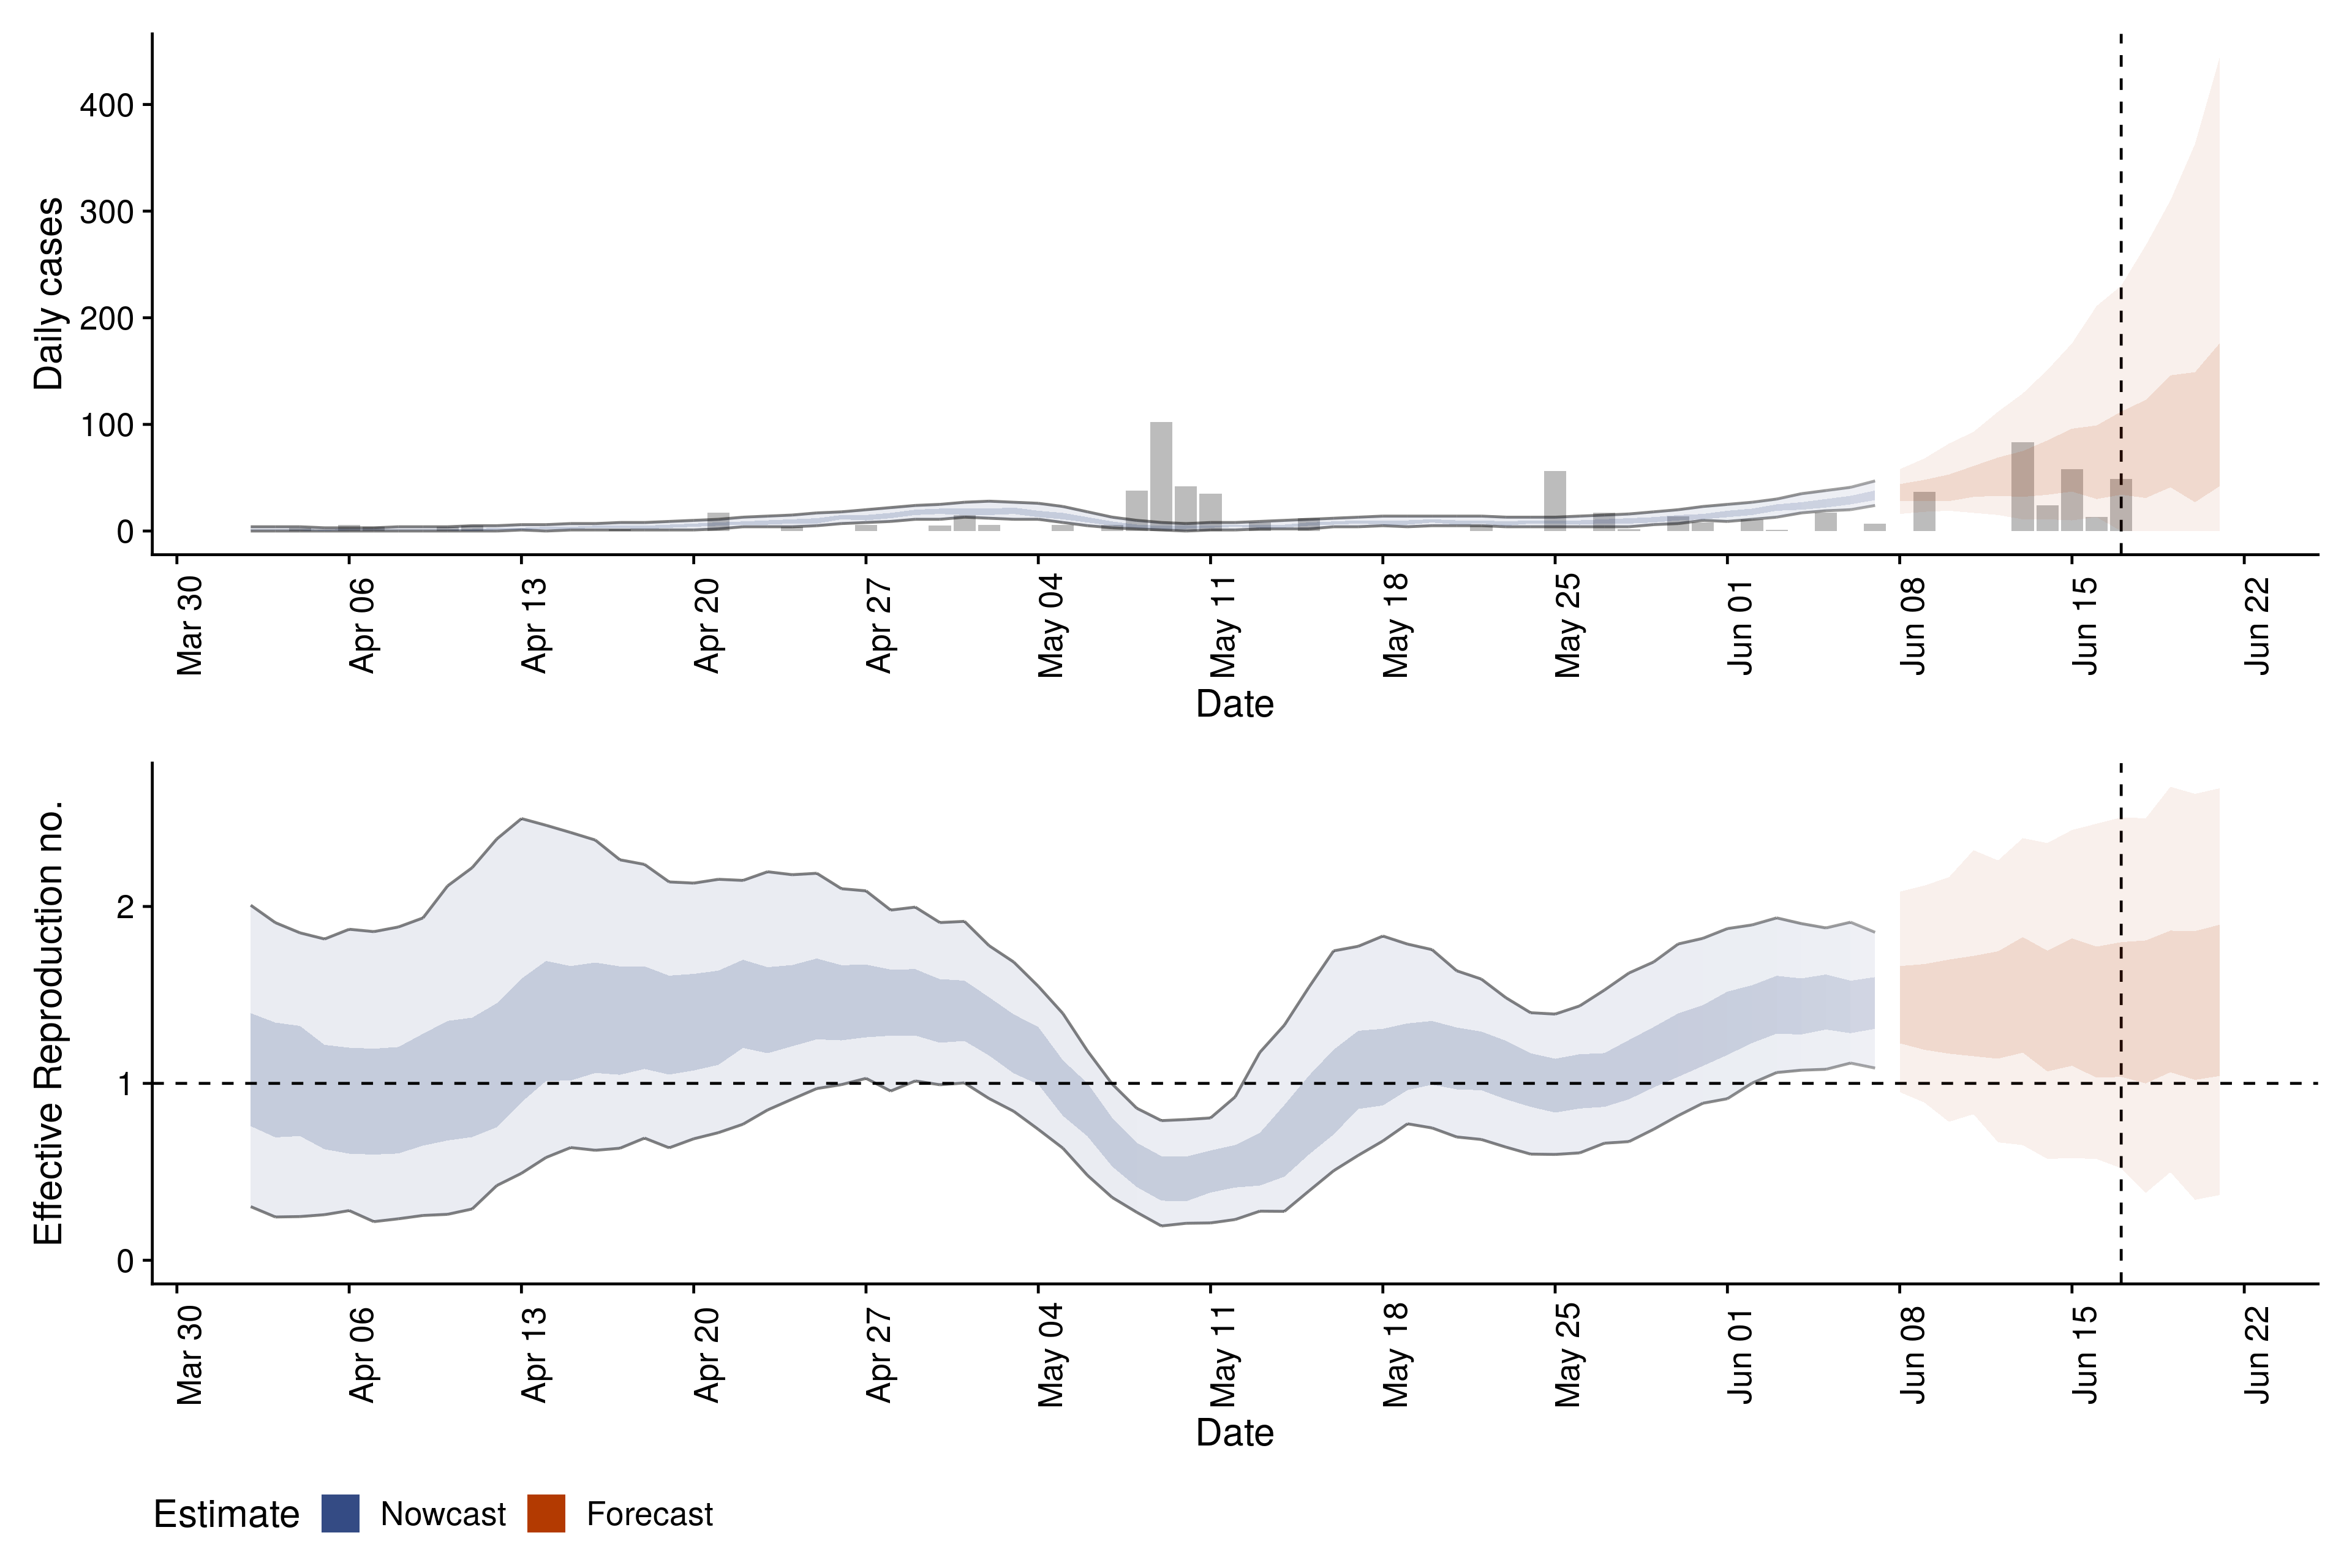 400
300
200
100
0
Daily cases
Mar 30 Apr 06 Apr 13 Apr 20 Apr 27 May 04 May 11 May 18 May 25 Jun 01 Jun 08 Jun 15 Jun 22
Date
2
1
0
Effective Reproduction no.
Mar 30 Apr 06 Apr 13 Apr 20 Apr 27 May 04 May 11 May 18 May 25 Jun 01 Jun 08 Jun 15 Jun 22
Date
Estimate Nowcast Forecast